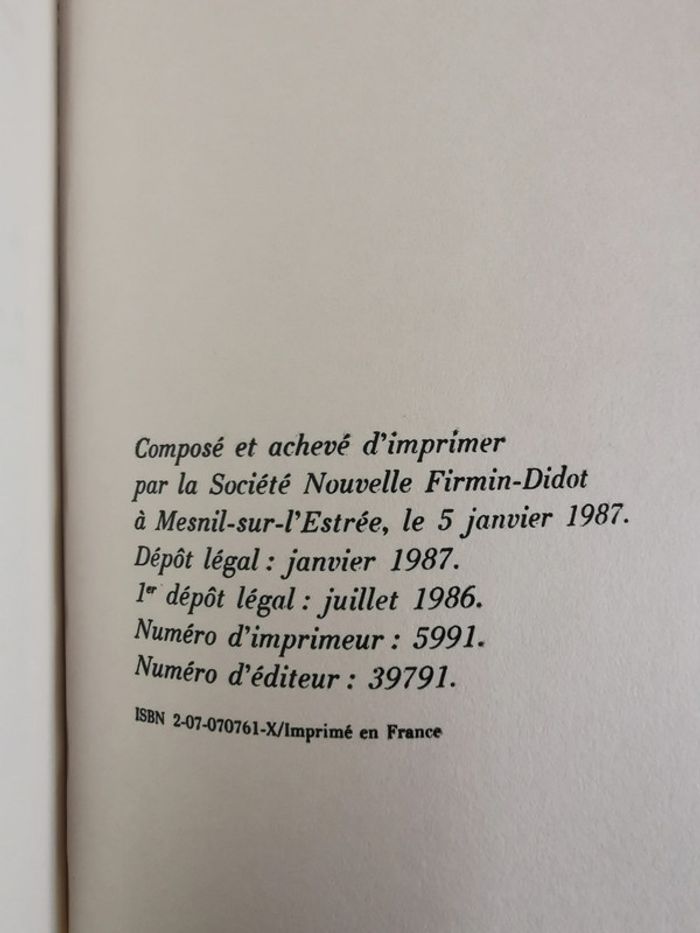 Composé et achevé d'imprimer
par la Société Nouvelle Firmin-Didot
à Mesnil-sur-l'Estrée, le 5 janvier 1987.
Dépôt légal : janvier 1987.
1er dépôt légal : juillet 1986.
Numéro d'imprimeur : 5991.
Numéro d'éditeur : 39791.
ISBN 2-07-070761-X/Imprimé en France